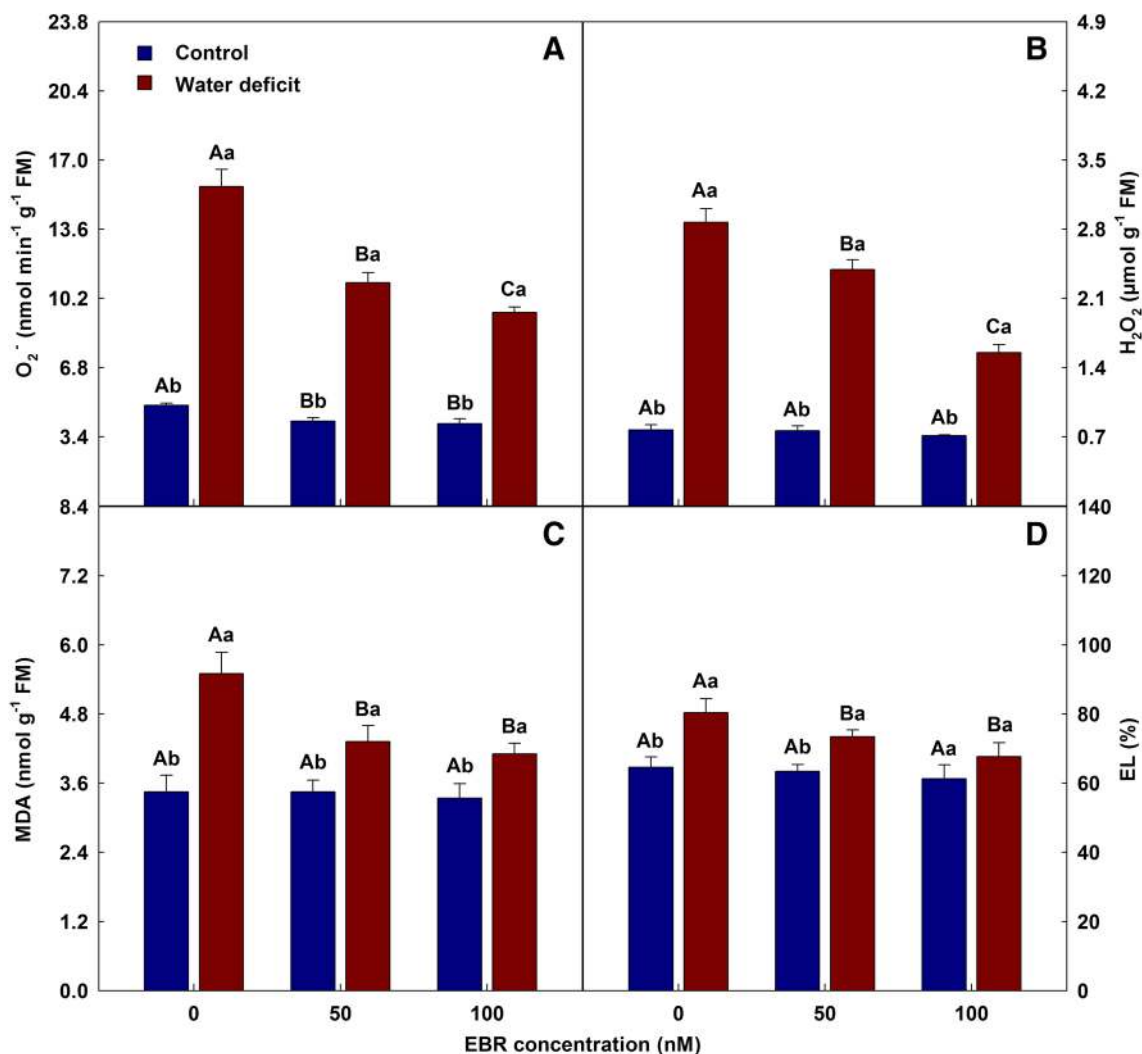 23.8
20.4
17.0
13.6
10.2
6.8
3.4
8.4
O₂⁻ (nmol min⁻¹ g⁻¹ FM)
Control
Water deficit
A
Aa
Ba
Ca
Ab
Bb
Bb
B
Aa
Ba
Ca
Ab
Ab
Ab
4.9
4.2
3.5
2.8
2.1
1.4
0.7
140
H₂O₂ (µmol g⁻¹ FM)
7.2
6.0
4.8
3.6
2.4
1.2
0.0
MDA (nmol g⁻¹ FM)
C
Aa
Ba
Ba
Ab
Ab
Ab
D
Aa
Ba
Ba
Ab
Ab
Aa
120
100
80
60
40
20
0
EL (%)
0 50 100 0 50 100
EBR concentration (nM)